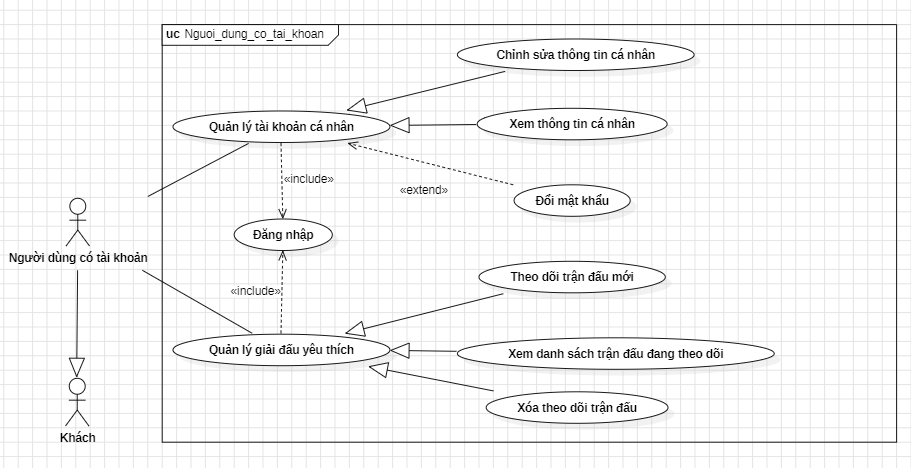 uc Nguoi_dung_co_tai_khoan
Chỉnh sửa thông tin cá nhân
Quản lý tài khoản cá nhân
Xem thông tin cá nhân
«include»
«extend»
Đổi mật khẩu
Đăng nhập
Người dùng có tài khoản
Theo dõi trận đấu mới
«include»
Quản lý giải đấu yêu thích
Xem danh sách trận đấu đang theo dõi
Xóa theo dõi trận đấu
Khách